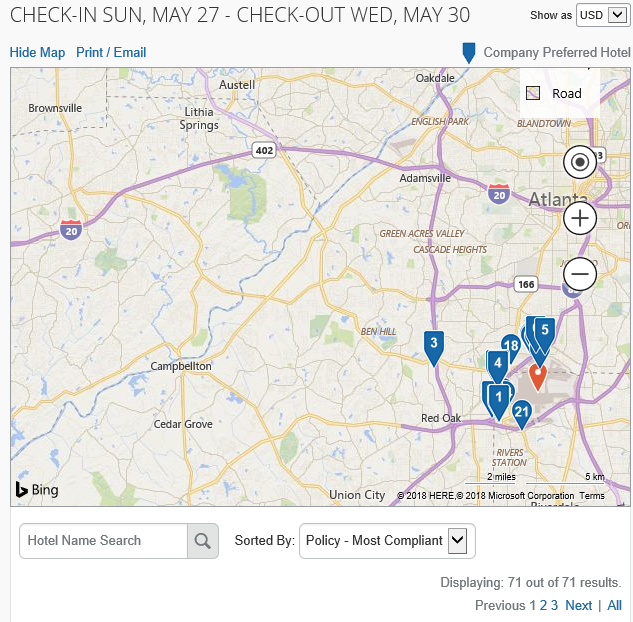 CHECK-IN SUN, MAY 27 - CHECK-OUT WED, MAY 30
Show as USD
Hide Map Print / Email
Company Preferred Hotel
Oakdale
Road
Austell
Brownsville
Lithia
Springs
ENGLISH PARK
BLANDTOWN
402
Adamsville
20
Atlanta
20
GREEN ACRES VALLEY
CASCADE HEIGHTS
166
BEN HILL
5
3
18
4
Campbellton
1
21
Cedar Grove
Red Oak
RIVERS
STATION
2 miles 5 km
Bing
Union City
© 2018 HERE,© 2018 Microsoft Corporation Terms
Hotel Name Search
Sorted By: Policy - Most Compliant
Displaying: 71 out of 71 results.
Previous 1 2 3 Next | All